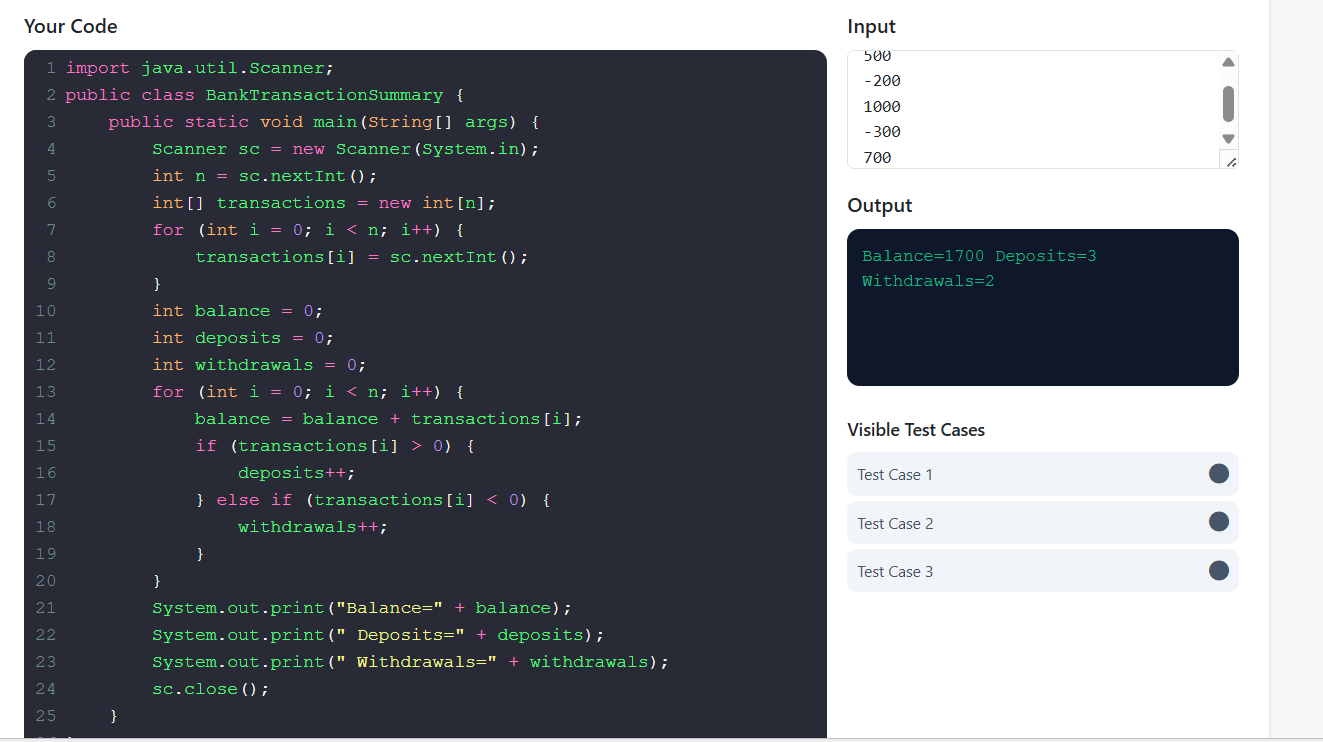 Your Code
1 import java.util.Scanner;
2 public class BankTransactionSummary {
3     public static void main(String[] args) {
4         Scanner sc = new Scanner(System.in);
5         int n = sc.nextInt();
6         int[] transactions = new int[n];
7         for (int i = 0; i < n; i++) {
8             transactions[i] = sc.nextInt();
9         }
10         int balance = 0;
11         int deposits = 0;
12         int withdrawals = 0;
13         for (int i = 0; i < n; i++) {
14             balance = balance + transactions[i];
15             if (transactions[i] > 0) {
16                 deposits++;
17             } else if (transactions[i] < 0) {
18                 withdrawals++;
19             }
20         }
21         System.out.print("Balance=" + balance);
22         System.out.print(" Deposits=" + deposits);
23         System.out.print(" Withdrawals=" + withdrawals);
24         sc.close();
25     }
Input
500
-200
1000
-300
700
Output
Balance=1700 Deposits=3
Withdrawals=2
Visible Test Cases
Test Case 1
Test Case 2
Test Case 3